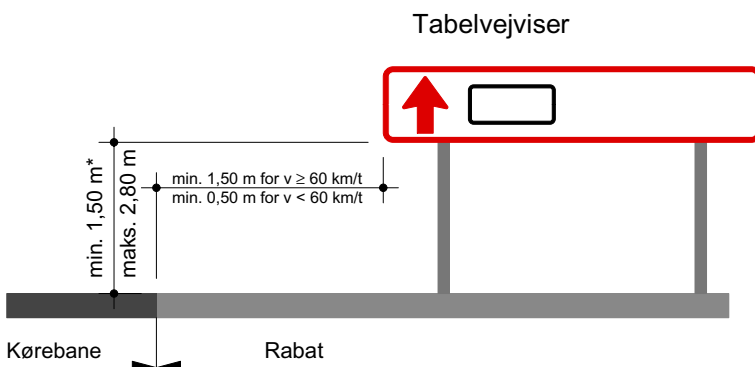 Tabelvejviser
min. 1,50 m*
maks. 2,80 m
min. 1,50 m for v ≥ 60 km/t
min. 0,50 m for v < 60 km/t
Kørebane
Rabat